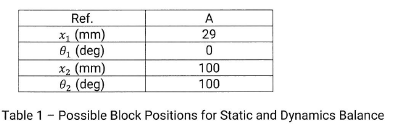 Ref. A
x₁ (mm) 29
θ₁ (deg) 0
x₂ (mm) 100
θ₂ (deg) 100
Table 1 – Possible Block Positions for Static and Dynamics Balance